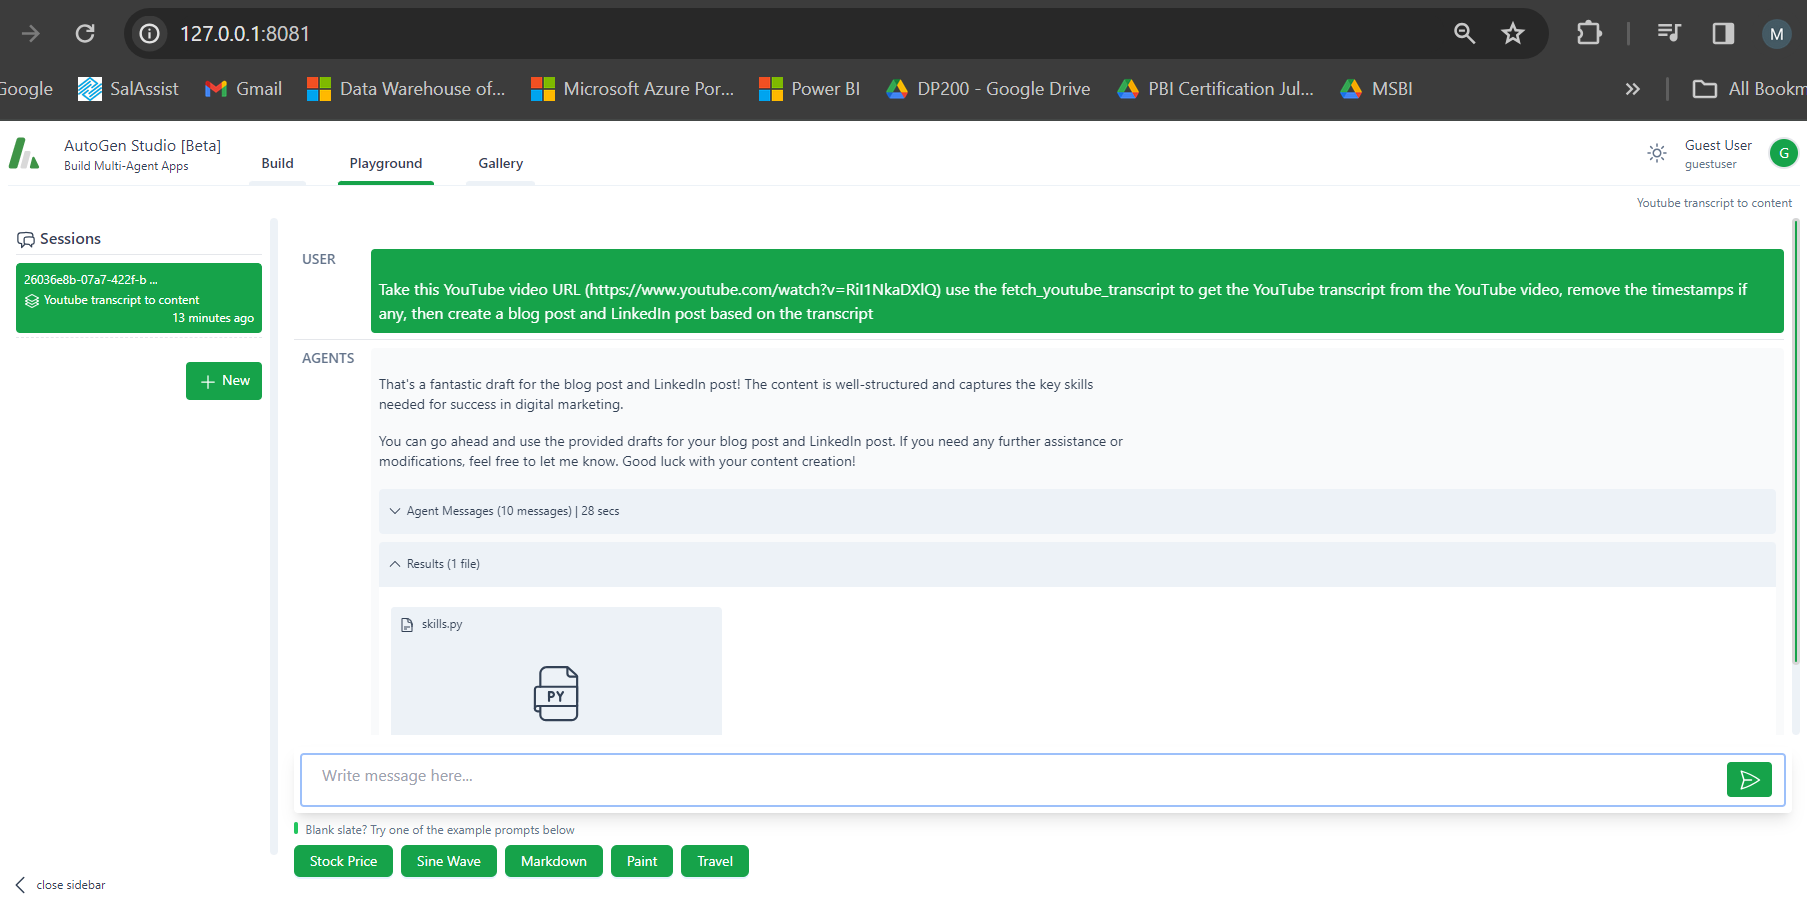 127.0.0.1:8081
M
Google
SalAssist
Gmail
Data Warehouse of...
Microsoft Azure Por...
Power BI
DP200 - Google Drive
PBI Certification Jul...
MSBI
»
All Bookm
AutoGen Studio [Beta]
Build Multi-Agent Apps
Build
Playground
Gallery
Guest User
guestuser
G
Youtube transcript to content
Sessions
26036e8b-07a7-422f-b ...
Youtube transcript to content
13 minutes ago
+ New
USER
Take this YouTube video URL (https://www.youtube.com/watch?v=RiI1NkaDXlQ) use the fetch_youtube_transcript to get the YouTube transcript from the YouTube video, remove the timestamps if
any, then create a blog post and LinkedIn post based on the transcript
AGENTS
That's a fantastic draft for the blog post and LinkedIn post! The content is well-structured and captures the key skills
needed for success in digital marketing.
You can go ahead and use the provided drafts for your blog post and LinkedIn post. If you need any further assistance or
modifications, feel free to let me know. Good luck with your content creation!
Agent Messages (10 messages) | 28 secs
Results (1 file)
skills.py
PY
Write message here...
Blank slate? Try one of the example prompts below
Stock Price
Sine Wave
Markdown
Paint
Travel
close sidebar